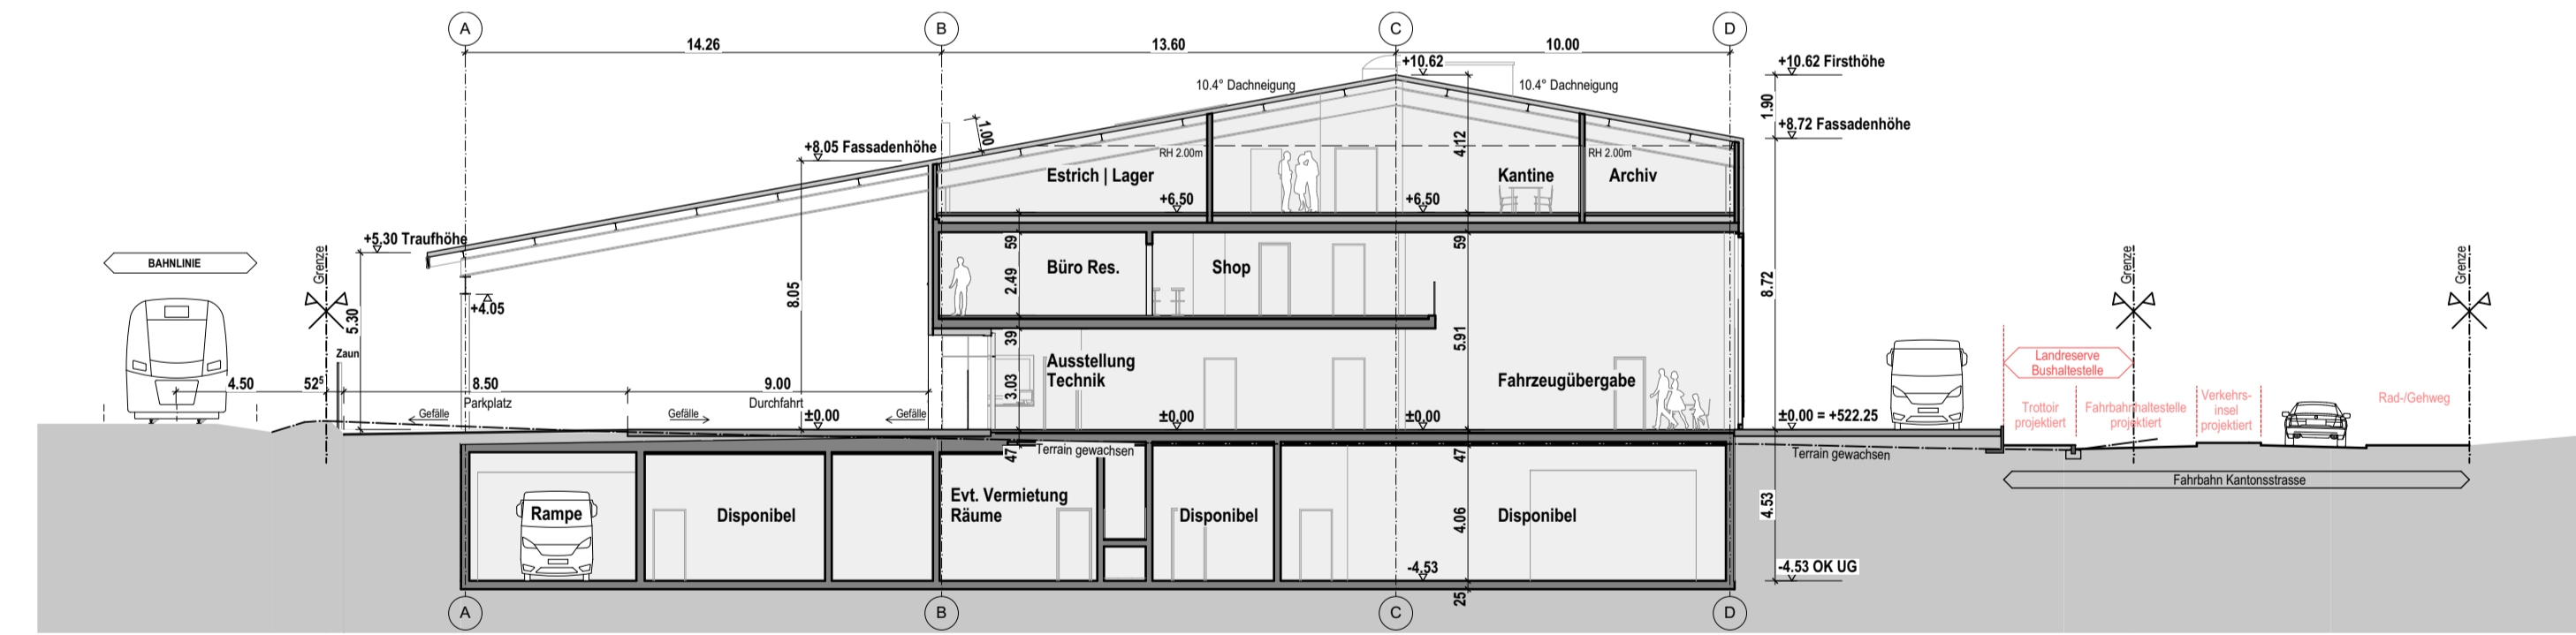 A
B
C
D
14.26
13.60
10.00
+10.62
+10.62 Firsthöhe
10.4° Dachneigung
10.4° Dachneigung
1.90
1.00
+8.72 Fassadenhöhe
+8.05 Fassadenhöhe
4.12
RH 2.00m
RH 2.00m
Estrich | Lager
Kantine
Archiv
+6.50
+6.50
+5.30 Traufhöhe
Grenze
Grenze
Grenze
BAHNLINIE
59
59
Büro Res.
Shop
2.49
8.05
8.72
+4.05
5.30
39
5.91
Zaun
Ausstellung
Technik
Fahrzeugübergabe
Landreserve
Bushaltestelle
4.50
52⁵
8.50
9.00
3.03
Parkplatz
Durchfahrt
Gefälle
Gefälle
Gefälle
±0.00
±0.00
±0.00
±0.00 = +522.25
Trottoir
projektiert
Fahrbahnhaltestelle
projektiert
Verkehrs-
insel
projektiert
Rad-/Gehweg
47
Terrain gewachsen
47
Terrain gewachsen
Fahrbahn Kantonsstrasse
Rampe
Disponibel
Evt. Vermietung
Räume
Disponibel
4.06
Disponibel
4.53
-4.53
-4.53 OK UG
25
A
B
C
D